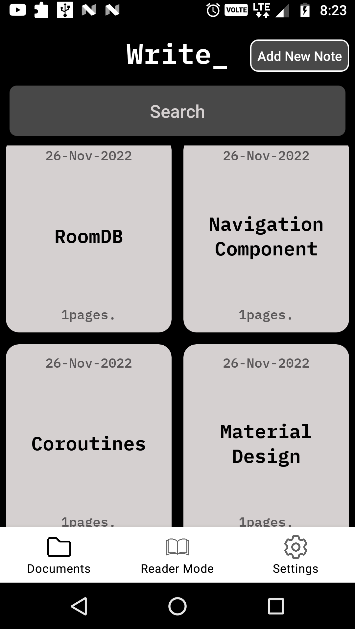 VOLTE LTE 8:23
Write_
Add New Note
Search
26-Nov-2022
RoomDB
1pages.
26-Nov-2022
Navigation
Component
1pages.
26-Nov-2022
Coroutines
1pages.
26-Nov-2022
Material
Design
1pages.
Documents
Reader Mode
Settings